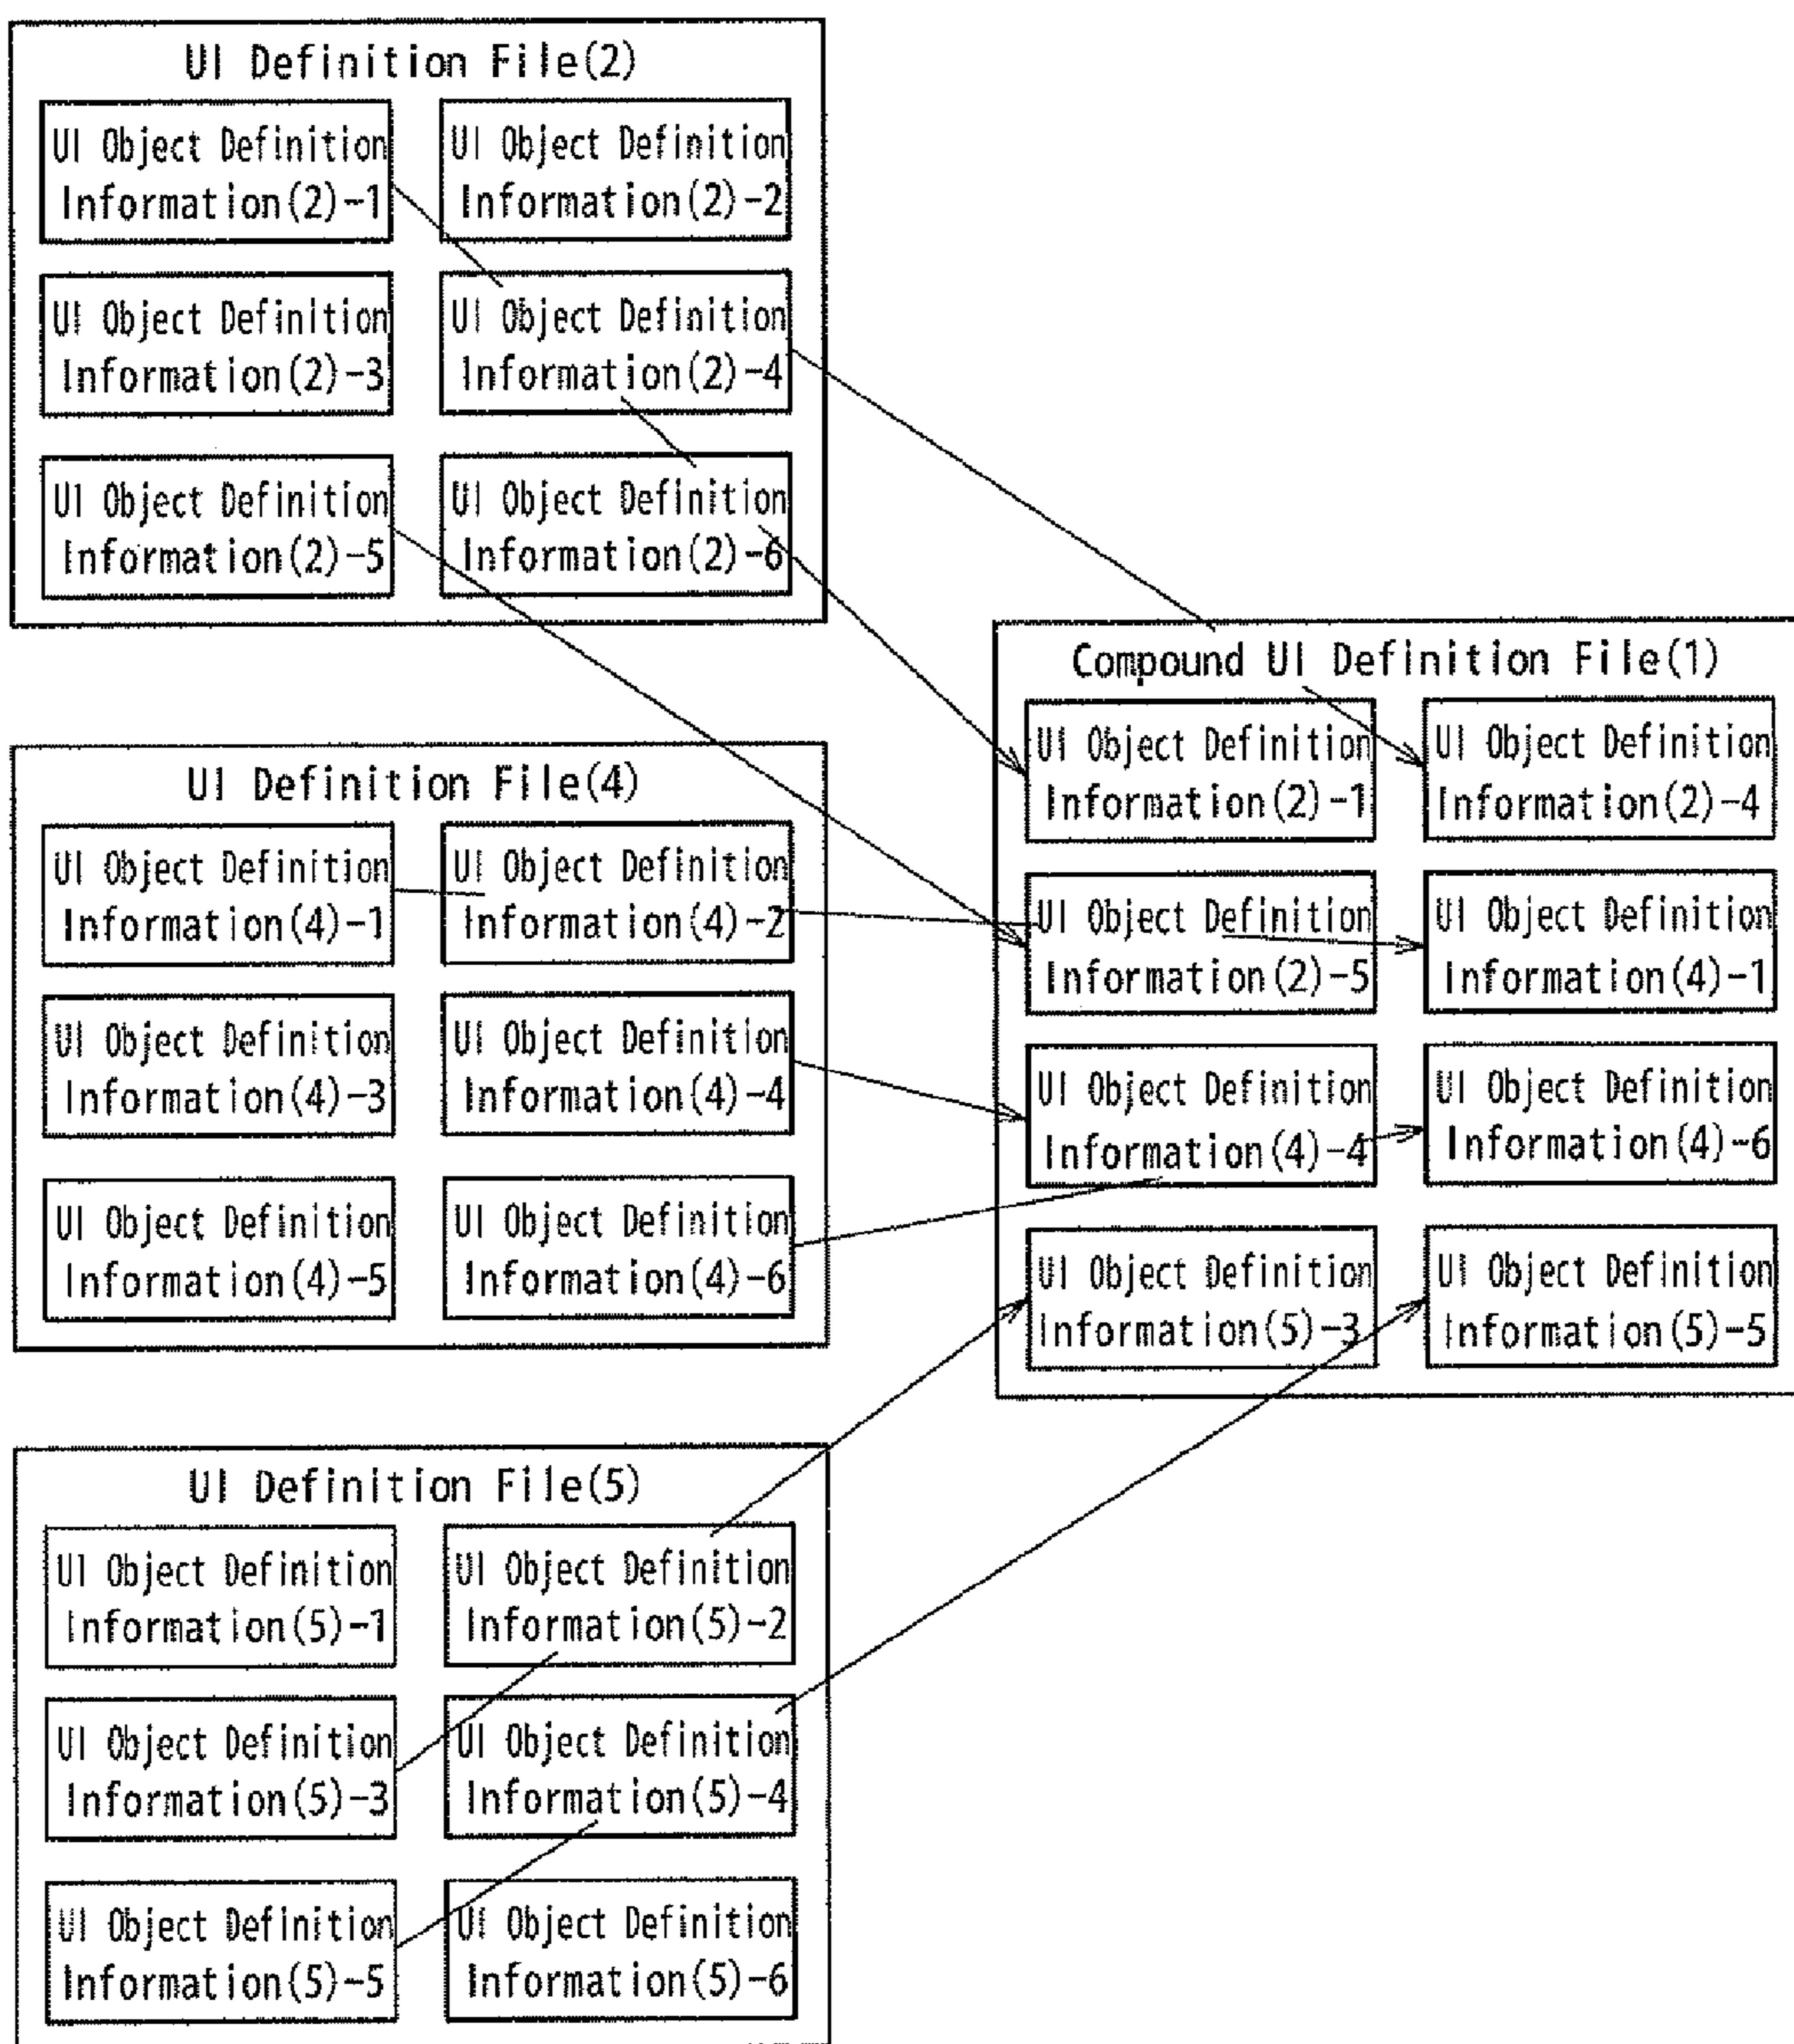 UI Definition File(2)
UI Object Definition
Information(2)-1
UI Object Definition
Information(2)-2
UI Object Definition
Information(2)-3
UI Object Definition
Information(2)-4
UI Object Definition
Information(2)-5
UI Object Definition
Information(2)-6
UI Definition File(4)
UI Object Definition
Information(4)-1
UI Object Definition
Information(4)-2
UI Object Definition
Information(4)-3
UI Object Definition
Information(4)-4
UI Object Definition
Information(4)-5
UI Object Definition
Information(4)-6
UI Definition File(5)
UI Object Definition
Information(5)-1
UI Object Definition
Information(5)-2
UI Object Definition
Information(5)-3
UI Object Definition
Information(5)-4
UI Object Definition
Information(5)-5
UI Object Definition
Information(5)-6
Compound UI Definition File(1)
UI Object Definition
Information(2)-1
UI Object Definition
Information(2)-4
UI Object Definition
Information(2)-5
UI Object Definition
Information(4)-1
UI Object Definition
Information(4)-4
UI Object Definition
Information(4)-6
UI Object Definition
Information(5)-3
UI Object Definition
Information(5)-5